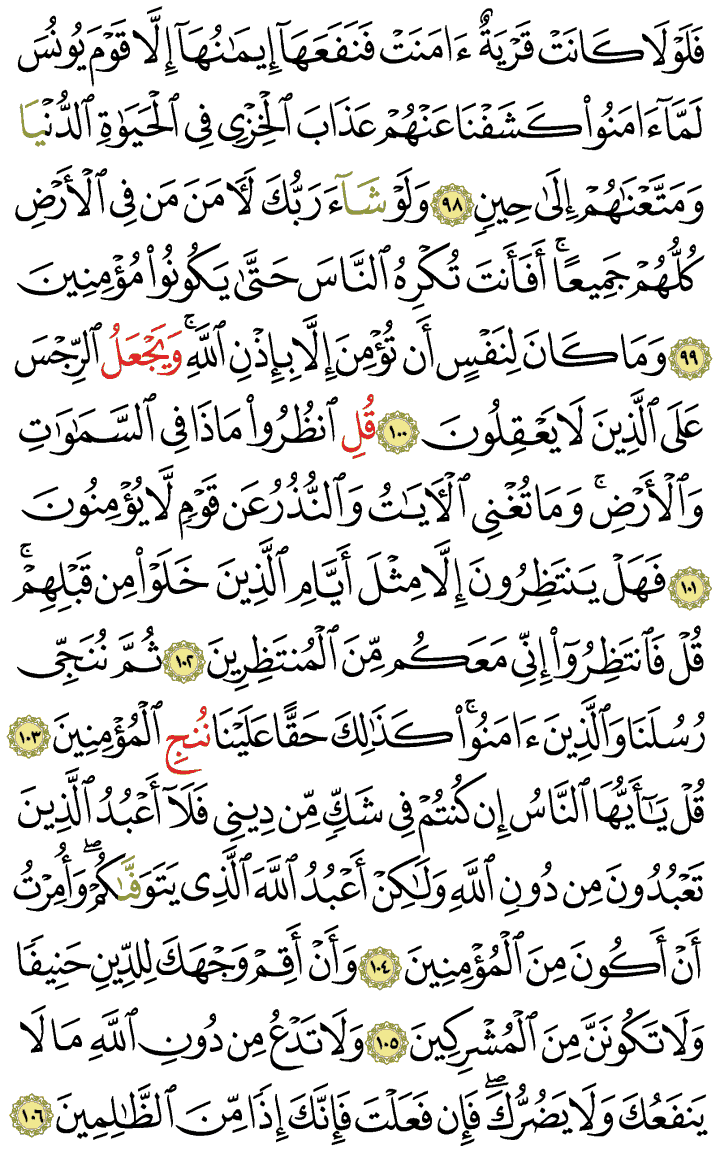 فَلَوْلَا كَانَتْ قَرْيَةٌ ءَامَنَتْ فَنَفَعَهَآ إِيمَٰنُهَآ إِلَّا قَوْمَ يُونُسَ
لَمَّآ ءَامَنُوا۟ كَشَفْنَا عَنْهُمْ عَذَابَ ٱلْخِزْىِ فِى ٱلْحَيَوٰةِ ٱلدُّنْيَا
وَمَتَّعْنَٰهُمْ إِلَىٰ حِينٍ ٩٨ وَلَوْ شَآءَ رَبُّكَ لَءَامَنَ مَن فِى ٱلْأَرْضِ
كُلُّهُمْ جَمِيعًا ۚ أَفَأَنتَ تُكْرِهُ ٱلنَّاسَ حَتَّىٰ يَكُونُوا۟ مُؤْمِنِينَ
٩٩ وَمَا كَانَ لِنَفْسٍ أَن تُؤْمِنَ إِلَّا بِإِذْنِ ٱللَّهِ ۚ وَيَجْعَلُ ٱلرِّجْسَ
عَلَى ٱلَّذِينَ لَا يَعْقِلُونَ ١٠٠ قُلِ ٱنظُرُوا۟ مَاذَا فِى ٱلسَّمَٰوَٰتِ
وَٱلْأَرْضِ ۚ وَمَا تُغْنِى ٱلْءَايَٰتُ وَٱلنُّذُرُ عَن قَوْمٍ لَّا يُؤْمِنُونَ
١٠١ فَهَلْ يَنتَظِرُونَ إِلَّا مِثْلَ أَيَّامِ ٱلَّذِينَ خَلَوْا۟ مِن قَبْلِهِمْ ۚ
قُلْ فَٱنتَظِرُوٓا۟ إِنِّى مَعَكُم مِّنَ ٱلْمُنتَظِرِينَ ١٠٢ ثُمَّ نُنَجِّى
رُسُلَنَا وَٱلَّذِينَ ءَامَنُوا۟ ۚ كَذَٰلِكَ حَقًّا عَلَيْنَا نُنجِ ٱلْمُؤْمِنِينَ ١٠٣
قُلْ يَٰٓأَيُّهَا ٱلنَّاسُ إِن كُنتُمْ فِى شَكٍّ مِّن دِينِى فَلَآ أَعْبُدُ ٱلَّذِينَ
تَعْبُدُونَ مِن دُونِ ٱللَّهِ وَلَٰكِنْ أَعْبُدُ ٱللَّهَ ٱلَّذِى يَتَوَفَّىٰكُمْ ۖ وَأُمِرْتُ
أَنْ أَكُونَ مِنَ ٱلْمُؤْمِنِينَ ١٠٤ وَأَنْ أَقِمْ وَجْهَكَ لِلدِّينِ حَنِيفًا
وَلَا تَكُونَنَّ مِنَ ٱلْمُشْرِكِينَ ١٠٥ وَلَا تَدْعُ مِن دُونِ ٱللَّهِ مَا لَا
يَنفَعُكَ وَلَا يَضُرُّكَ ۖ فَإِن فَعَلْتَ فَإِنَّكَ إِذًا مِّنَ ٱلظَّٰلِمِينَ ١٠٦